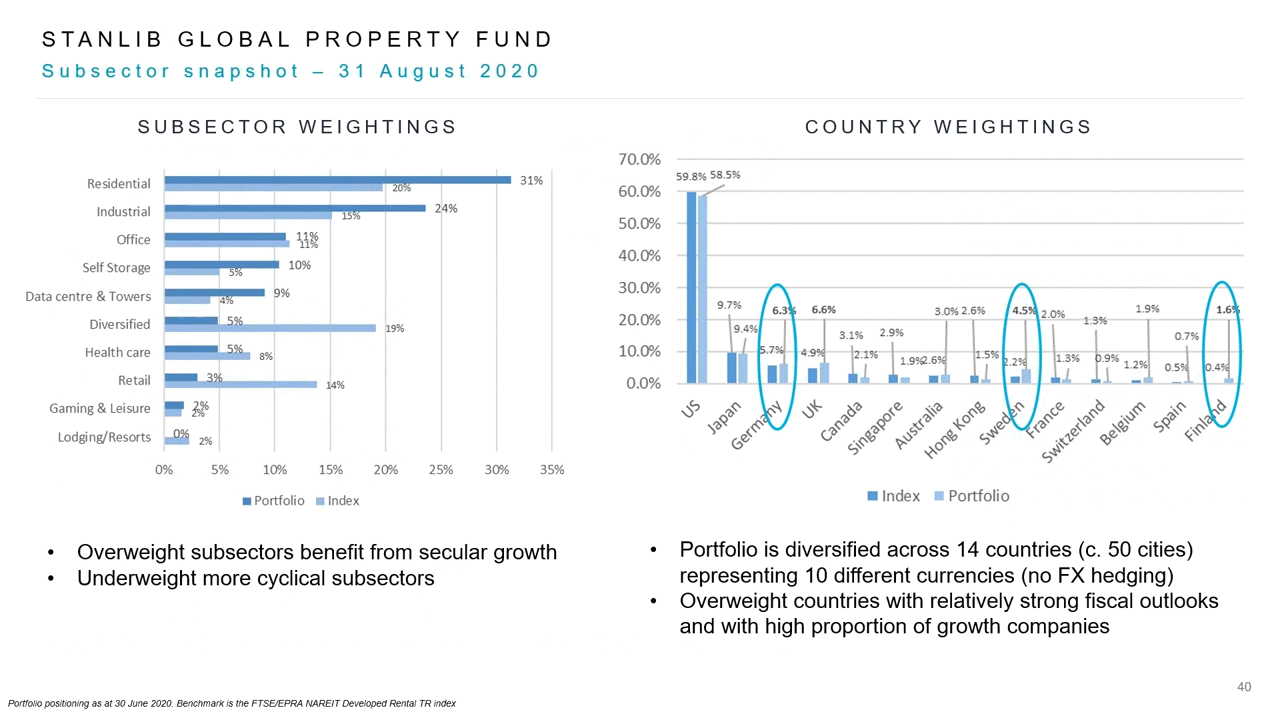 STANLIB GLOBAL PROPERTY FUND
Subsector snapshot – 31 August 2020
SUBSECTOR WEIGHTINGS
Residential 31% 20%
Industrial 24% 15%
Office 11% 11%
Self Storage 10% 5%
Data centre & Towers 9% 4%
Diversified 5% 19%
Health care 5% 8%
Retail 3% 14%
Gaming & Leisure 2% 2%
Lodging/Resorts 0% 2%
0% 5% 10% 15% 20% 25% 30% 35%
Portfolio Index
• Overweight subsectors benefit from secular growth
• Underweight more cyclical subsectors
COUNTRY WEIGHTINGS
70.0%
60.0%
50.0%
40.0%
30.0%
20.0%
10.0%
0.0%
59.8% 58.5%
9.7% 9.4%
5.7% 6.3%
4.9% 6.6%
3.1% 2.1%
2.9% 1.9%
2.6% 3.0%
2.6% 1.5%
2.2% 4.5%
2.0% 1.3%
1.3% 0.9%
1.2% 1.9%
0.5% 0.7%
0.4% 1.6%
US Japan Germany UK Canada Singapore Australia Hong Kong Sweden France Switzerland Belgium Spain Finland
Index Portfolio
• Portfolio is diversified across 14 countries (c. 50 cities)
representing 10 different currencies (no FX hedging)
• Overweight countries with relatively strong fiscal outlooks
and with high proportion of growth companies
40
Portfolio positioning as at 30 June 2020. Benchmark is the FTSE/EPRA NAREIT Developed Rental TR index